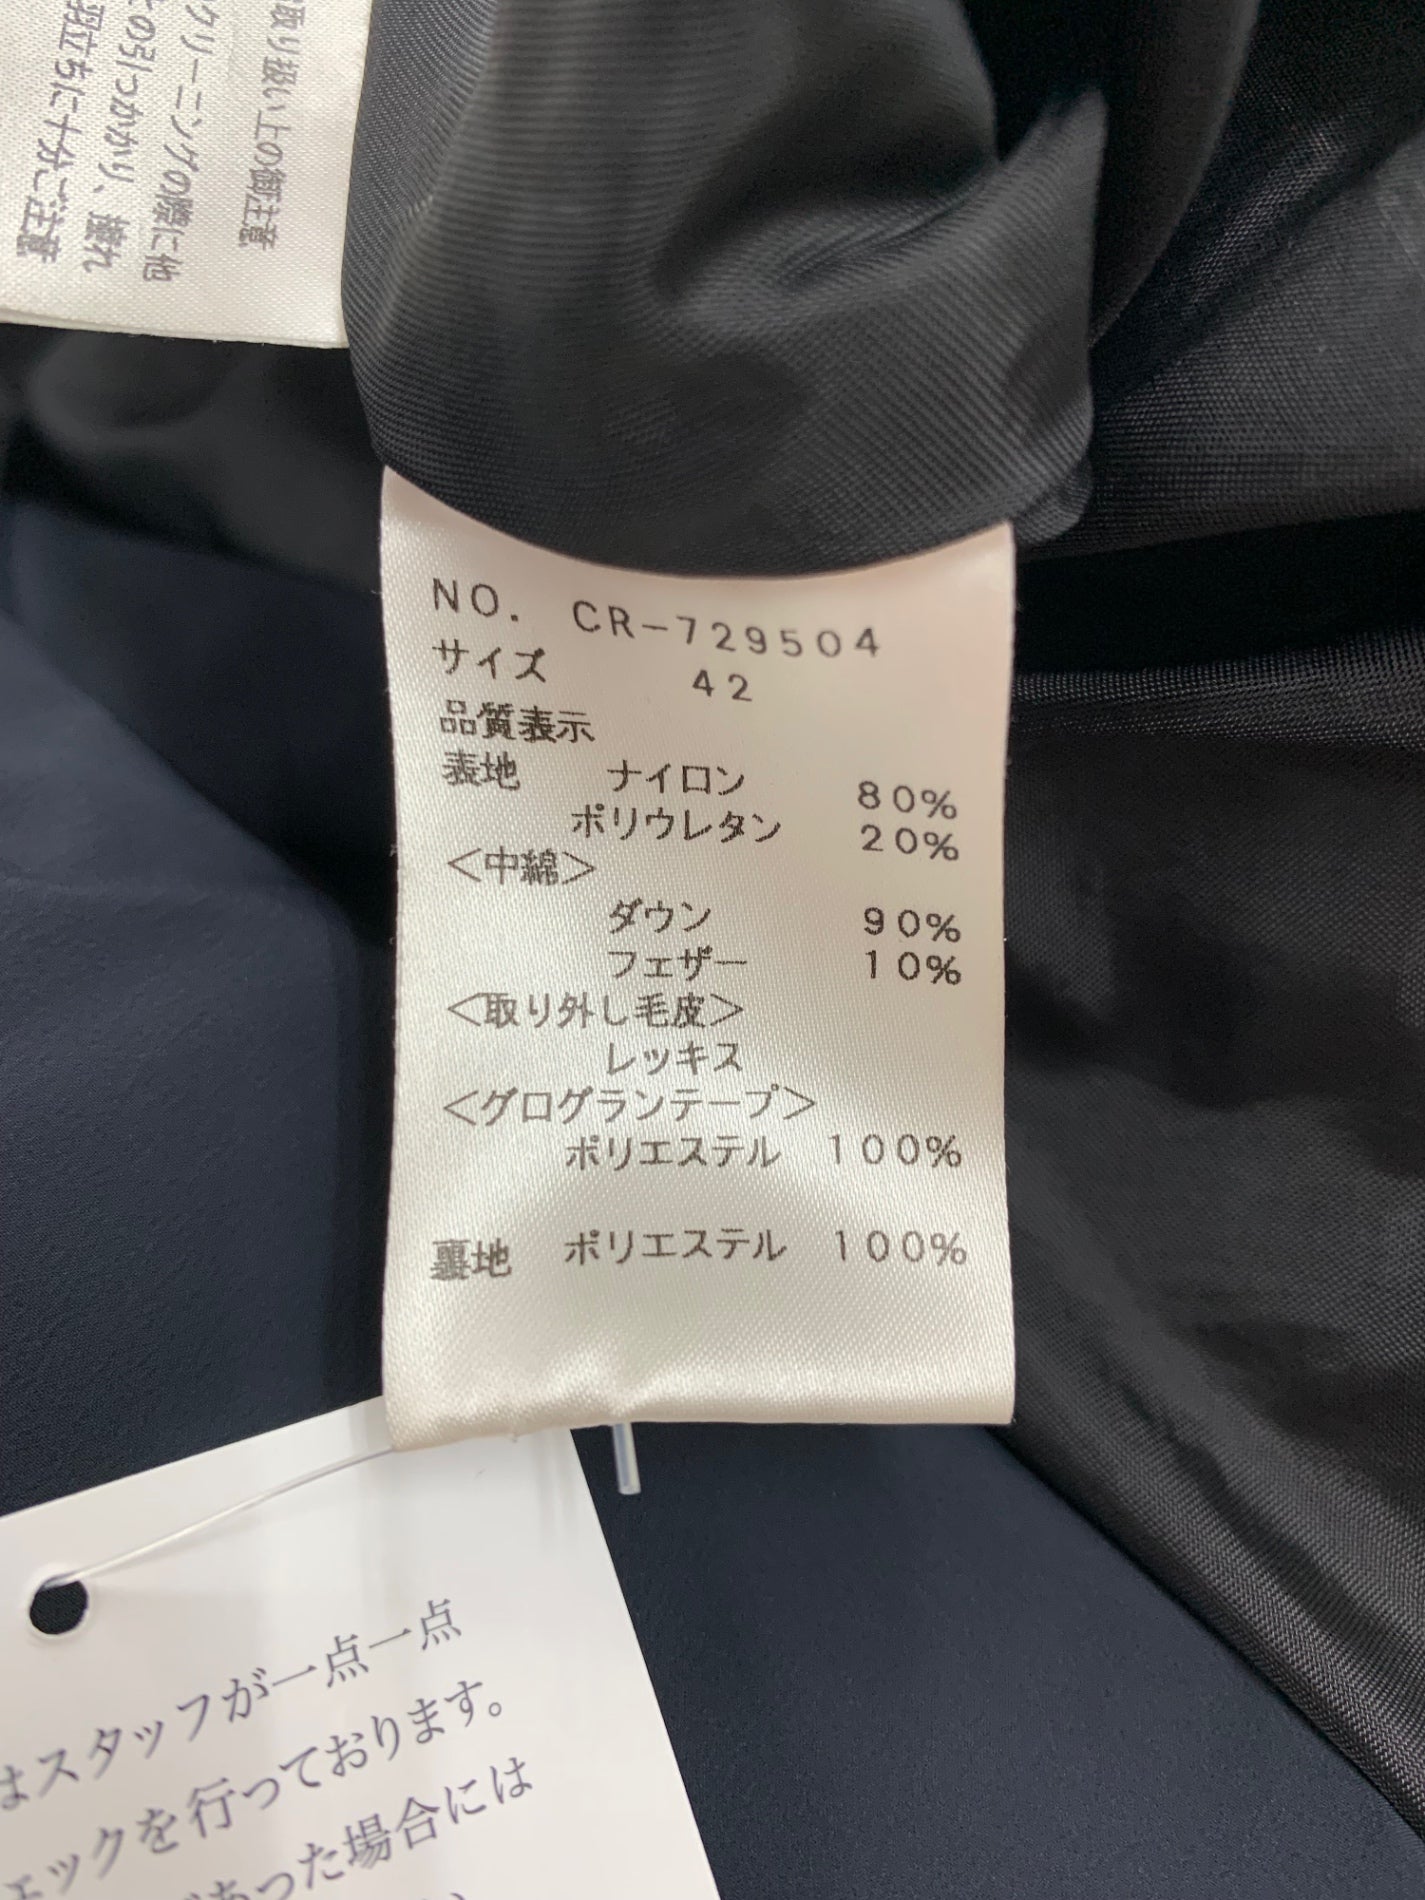 取り扱い上の御注意
クリーニングの際に他
との引っかかり、擦れ
羽立ちに十分ご注意
NO. CR-729504
サイズ 42
品質表示
表地 ナイロン 80%
ポリウレタン 20%
＜中綿＞
ダウン 90%
フェザー 10%
＜取り外し毛皮＞
レッキス
＜グログランテープ＞
ポリエステル 100%
裏地 ポリエステル 100%
はスタッフが一点一点
ェックを行っております。
があった場合には